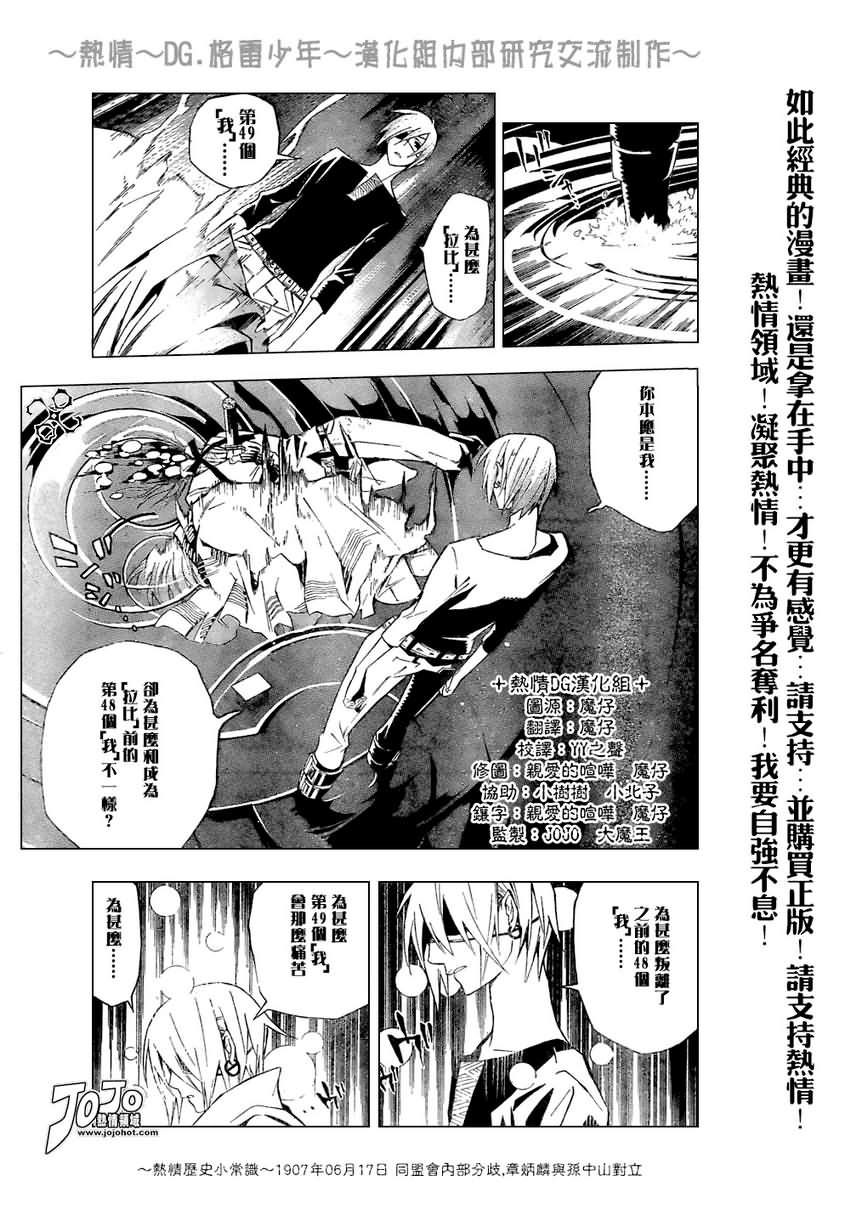 ～熱情～DG.格雷少年～漢化組內部研究交流制作～
如此經典的漫畫！還是拿在手中…才更有感覺…請支持…並購買正版！請支持熱情！
熱情領域！凝聚熱情！不為爭名奪利！我要自強不息！
第49個
「我」……
為甚麼
「拉比」……
你本應是我……
卻為甚麼和成為
「拉比」前的
第48個「我」不一樣？
＋熱情DG漢化組＋
圖源：魔仔
翻譯：魔仔
校譯：YY之聲
修圖：親愛的喧嘩 魔仔
協助：小樹樹 小北子
鑲字：親愛的喧嘩 魔仔
監製：JOJO 大魔王
為甚麼叛離了
之前的48個
「我」……
為甚麼
第49個「我」
會那麼痛苦
為甚麼……
JOJO
熱情領域
www.jojohot.com
～熱情歷史小常識～1907年06月17日 同盟會內部分歧,章炳麟與孫中山對立